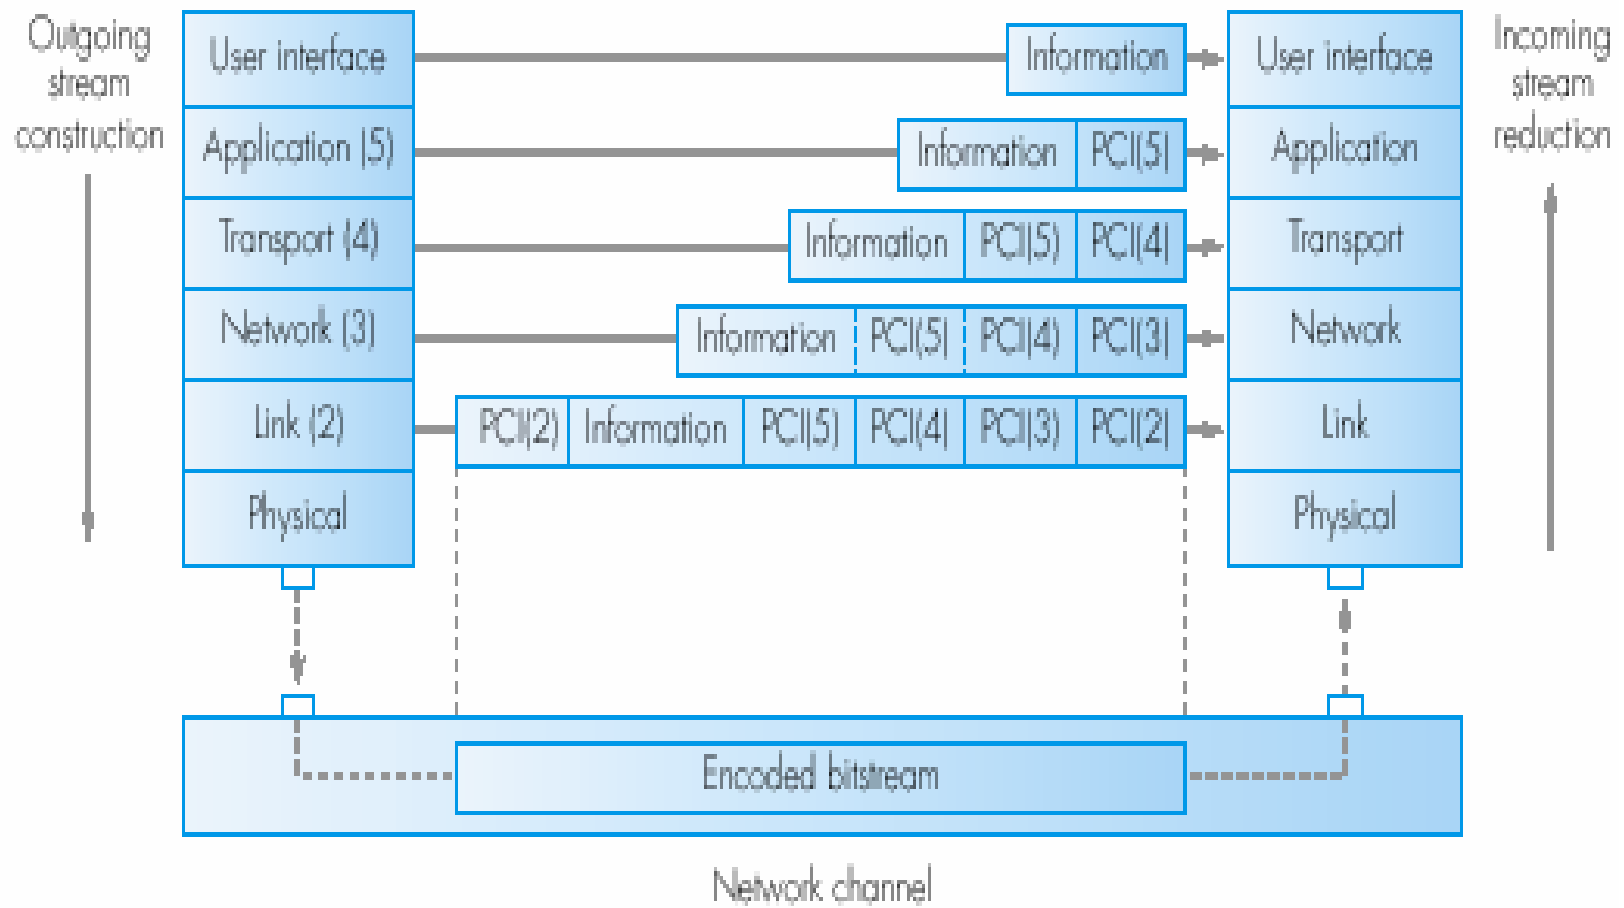 Outgoing
stream
construction
Incoming
stream
reduction
User interface
Information
User interface
Application (5)
Information PCI(5)
Application
Transport (4)
Information PCI(5) PCI(4)
Transport
Network (3)
Information PCI(5) PCI(4) PCI(3)
Network
Link (2)
PCI(2) Information PCI(5) PCI(4) PCI(3) PCI(2)
Link
Physical
Physical
Encoded bitstream
Network channel